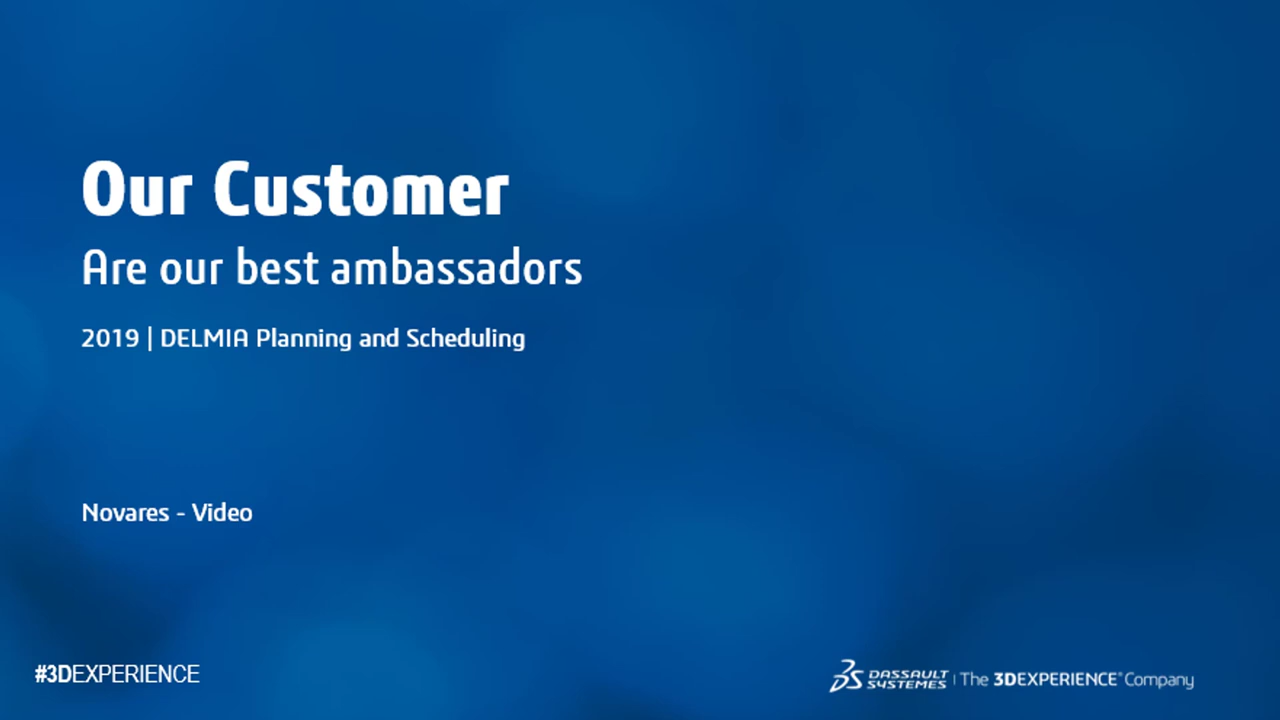 Our Customer
Are our best ambassadors
2019 | DELMIA Planning and Scheduling
Novares - Video
#3DEXPERIENCE
DASSAULT SYSTEMES | The 3DEXPERIENCE® Company